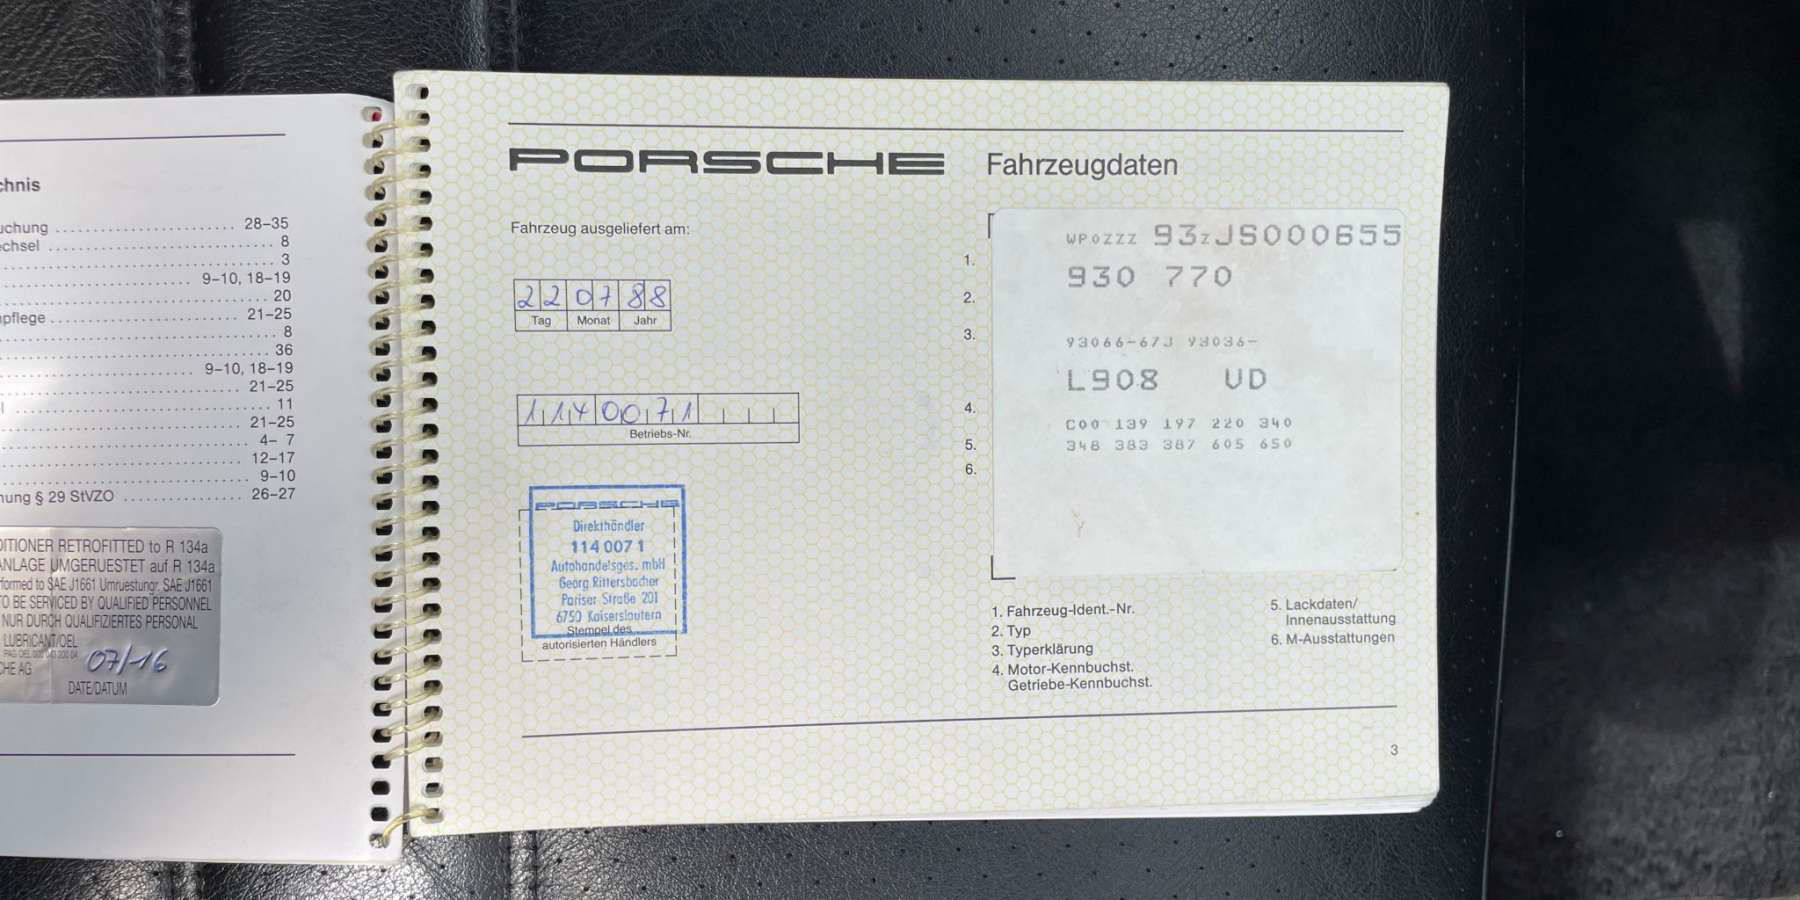 chnis
uchung 28–35
echsel 8
3
9–10, 18–19
20
pflege 21–25
8
36
9–10, 18–19
21–25
11
21–25
4– 7
12–17
9–10
nung § 29 StVZO 26–27
DITIONER RETROFITTED to R 134a
ANLAGE UMGERUESTET auf R 134a
formed to SAE J1661 Umruestung: SAE J1661
TO BE SERVICED BY QUALIFIED PERSONNEL
NUR DURCH QUALIFIZIERTES PERSONAL
LUBRICANT/OEL
CHE AG 07/16
DATE/DATUM
PORSCHE Fahrzeugdaten
Fahrzeug ausgeliefert am:
22 07 88
Tag Monat Jahr
1140071
Betriebs-Nr.
PORSCHE
Direkthändler
114 007 1
Autohandelsges. mbH
Georg Rittersbacher
Pariser Straße 201
6750 Kaiserslautern
Stempel des
autorisierten Händlers
1.
2.
3.
4.
5.
6.
WP0ZZZ 93ZJS000655
930 770
93066-67J 93036-
L908 UD
C00 139 197 220 340
348 383 387 605 650
1. Fahrzeug-Ident.-Nr.
2. Typ
3. Typerklärung
4. Motor-Kennbuchst.
Getriebe-Kennbuchst.
5. Lackdaten/
Innenausstattung
6. M-Ausstattungen
3